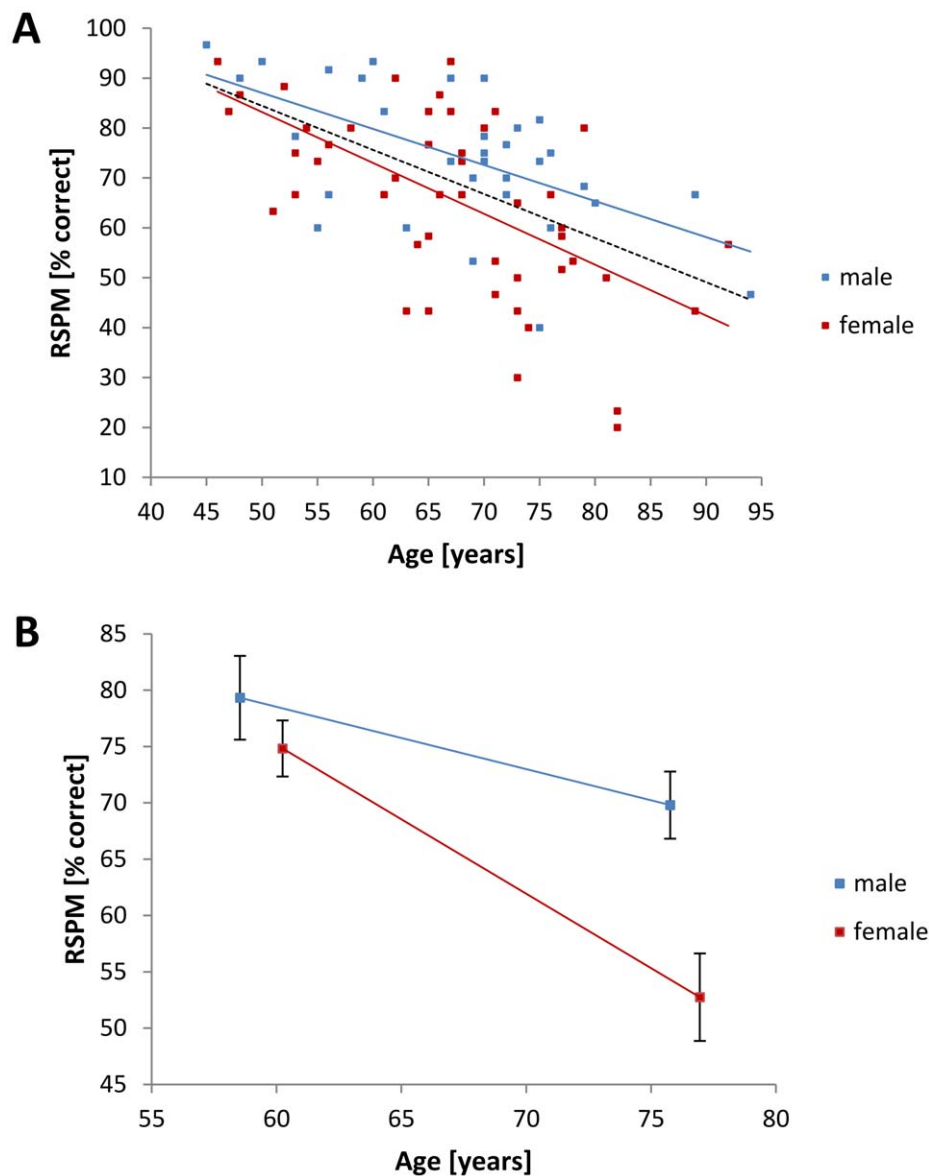 A
100
90
80
70
60
50
40
30
20
10
RSPM [% correct]
40 45 50 55 60 65 70 75 80 85 90 95
Age [years]
male
female
B
85
80
75
70
65
60
55
50
45
RSPM [% correct]
55 60 65 70 75 80
Age [years]
male
female